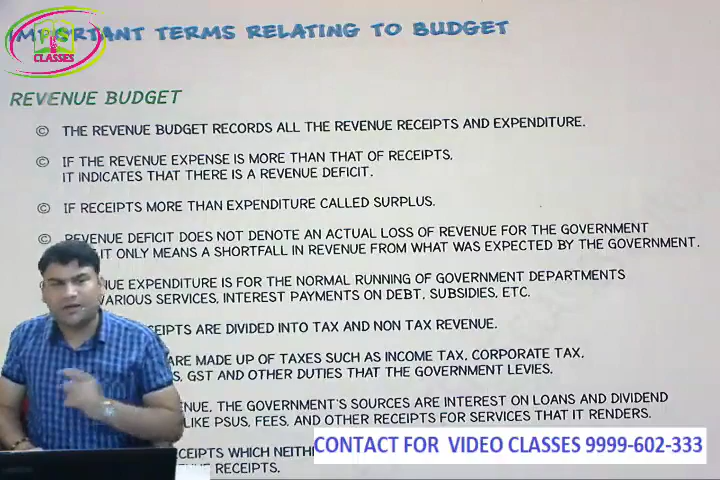 IMPORTANT TERMS RELATING TO BUDGET
CLASSES
REVENUE BUDGET
© THE REVENUE BUDGET RECORDS ALL THE REVENUE RECEIPTS AND EXPENDITURE.
© IF THE REVENUE EXPENSE IS MORE THAN THAT OF RECEIPTS,
IT INDICATES THAT THERE IS A REVENUE DEFICIT.
© IF RECEIPTS MORE THAN EXPENDITURE CALLED SURPLUS.
© REVENUE DEFICIT DOES NOT DENOTE AN ACTUAL LOSS OF REVENUE FOR THE GOVERNMENT
IT ONLY MEANS A SHORTFALL IN REVENUE FROM WHAT WAS EXPECTED BY THE GOVERNMENT.
EXPENDITURE IS FOR THE NORMAL RUNNING OF GOVERNMENT DEPARTMENTS
VARIOUS SERVICES, INTEREST PAYMENTS ON DEBT, SUBSIDIES, ETC.
ARE DIVIDED INTO TAX AND NON TAX REVENUE.
ARE MADE UP OF TAXES SUCH AS INCOME TAX, CORPORATE TAX,
GST AND OTHER DUTIES THAT THE GOVERNMENT LEVIES.
THE GOVERNMENT'S SOURCES ARE INTEREST ON LOANS AND DIVIDEND
LIKE PSUS, FEES, AND OTHER RECEIPTS FOR SERVICES THAT IT RENDERS.
WHICH
RECEIPTS.
CONTACT FOR VIDEO CLASSES 9999-602-333